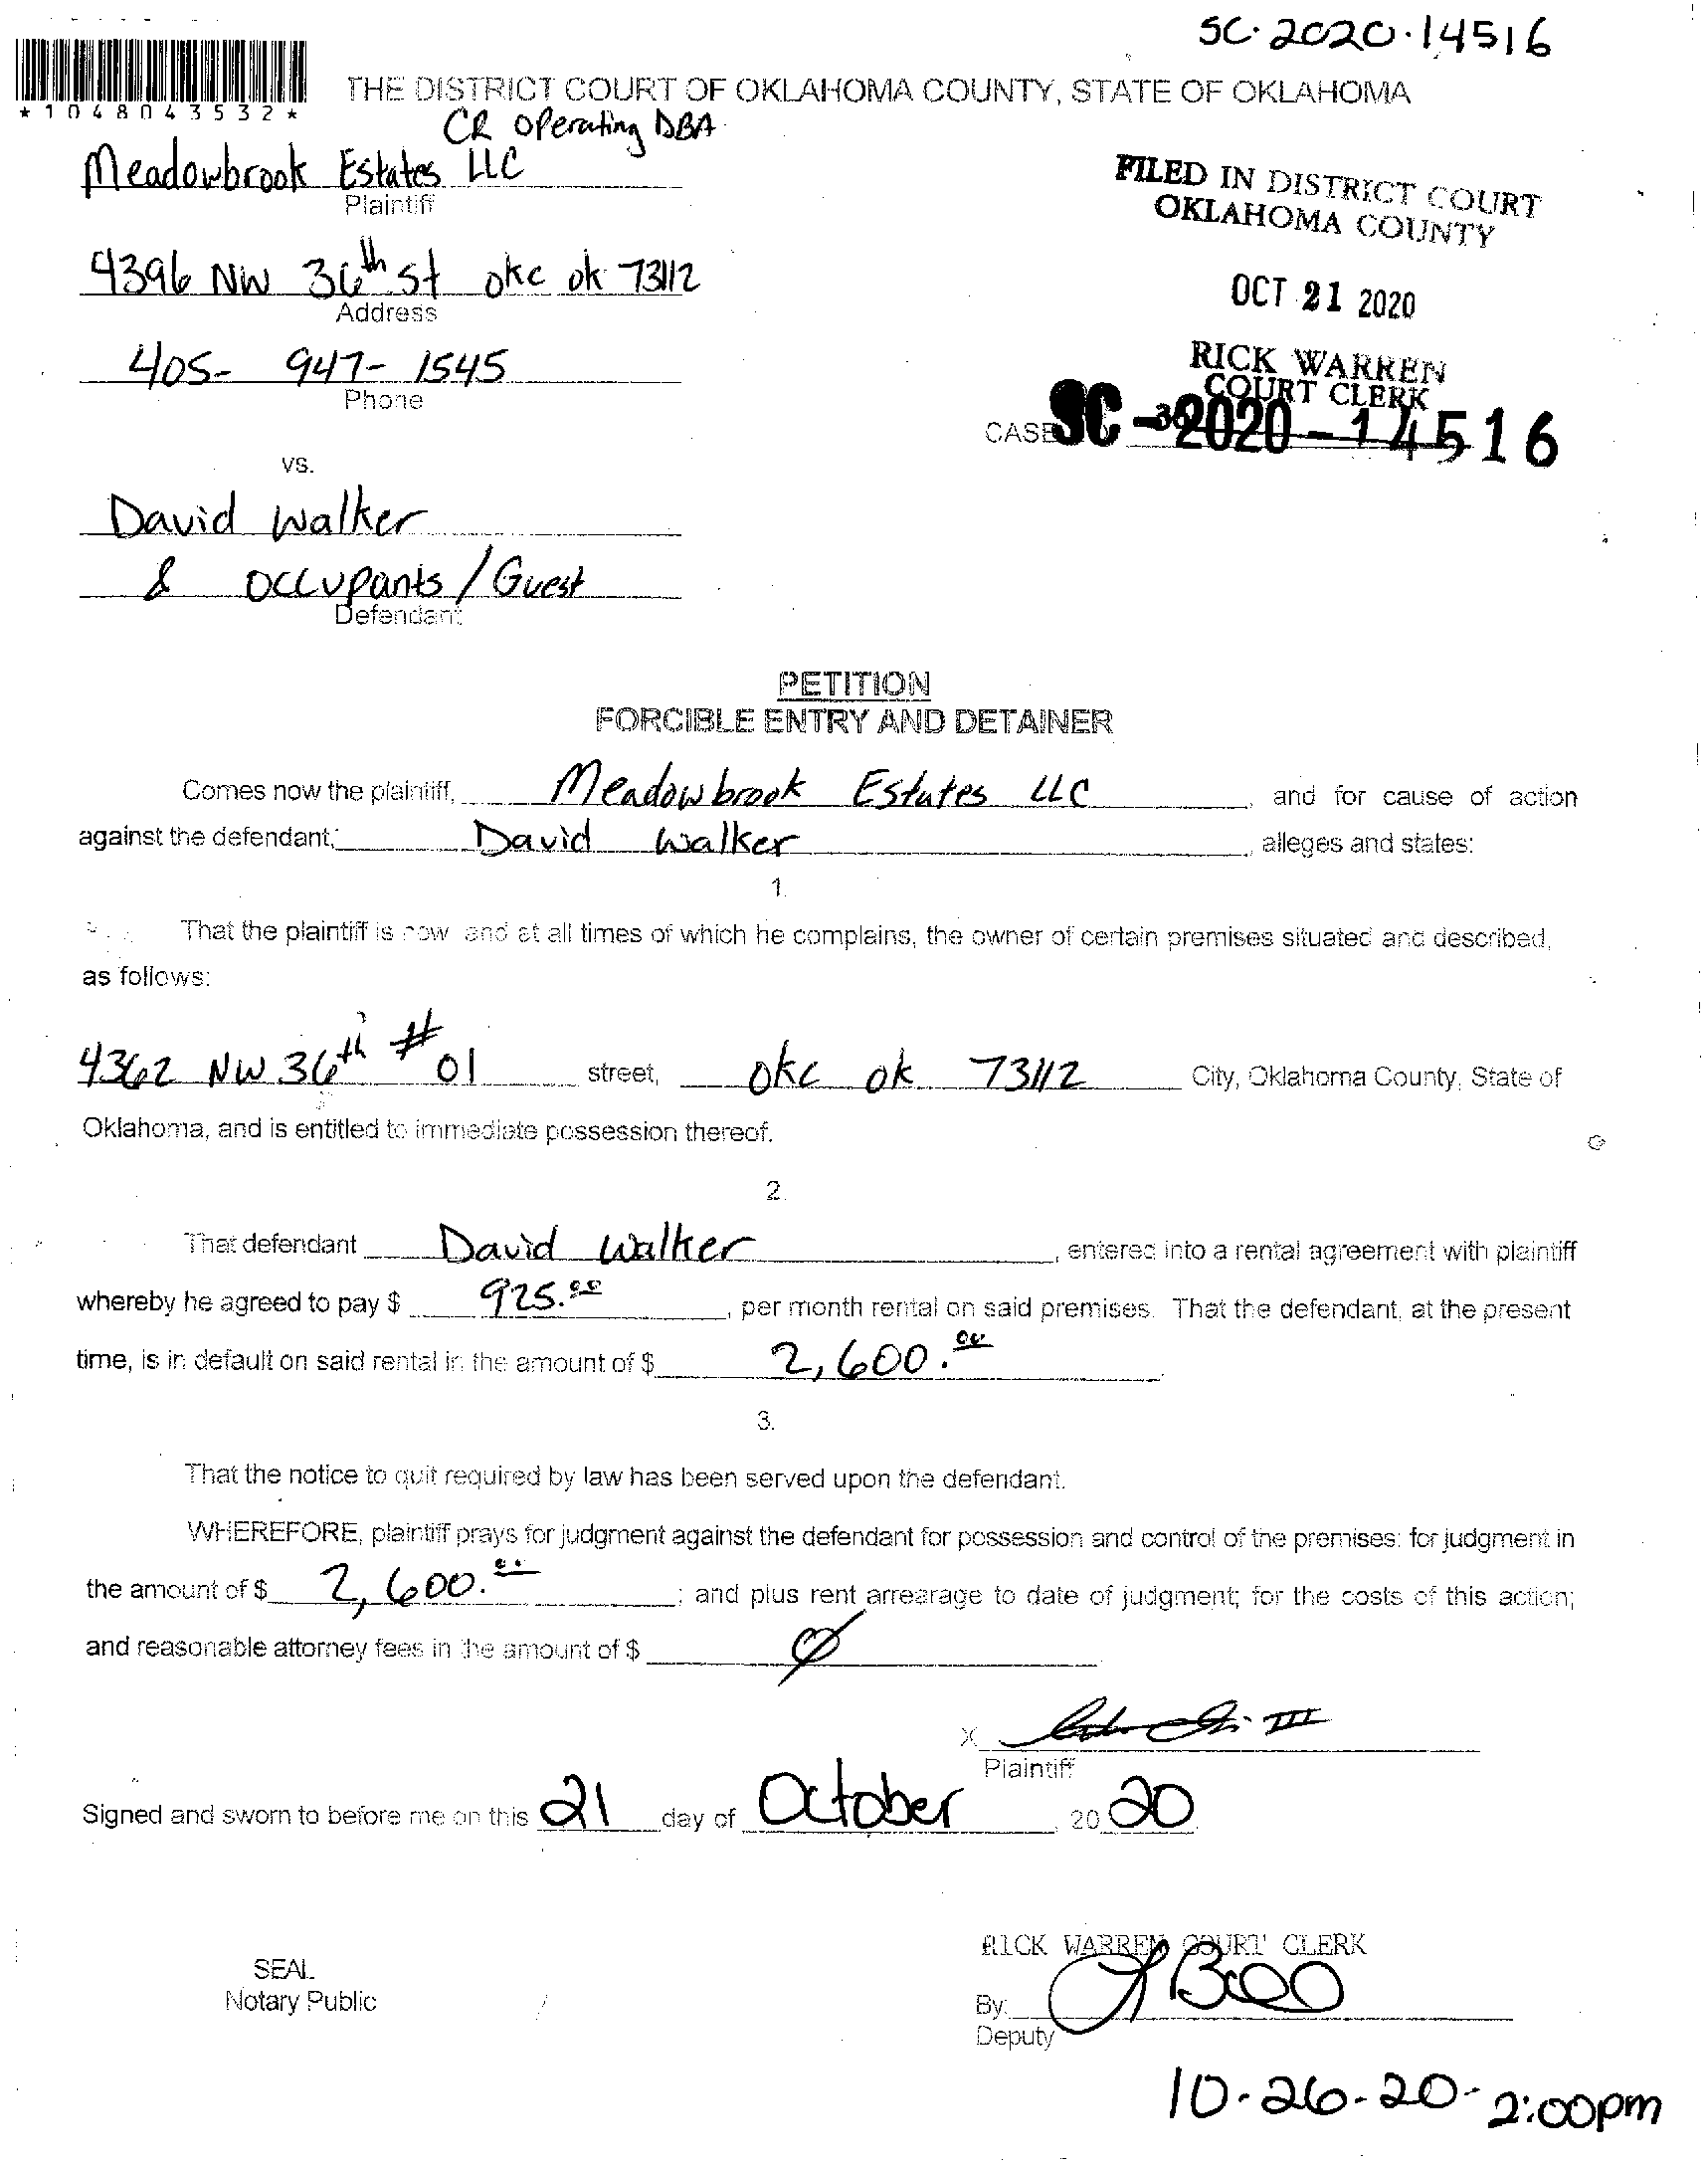 SC-2020-14516
*1048043532*
THE DISTRICT COURT OF OKLAHOMA COUNTY, STATE OF OKLAHOMA
CR Operating DBA
Meadowbrook Estates LLC
Plaintiff
FILED IN DISTRICT COURT
OKLAHOMA COUNTY
4396 NW 36th St okc ok 73112
Address
OCT 21 2020
405- 947- 1545
Phone
RICK WARREN
COURT CLERK
CASE SC-2020-14516
vs.
David Walker
& Occupants/Guest
Defendant
PETITION
FORCIBLE ENTRY AND DETAINER
Comes now the plaintiff, Meadowbrook Estates LLC, and for cause of action
against the defendant, David Walker, alleges and states:
1.
That the plaintiff is now and at all times of which he complains, the owner of certain premises situated and described,
as follows:
4362 NW 36th #01 street, okc ok 73112 City, Oklahoma County, State of
Oklahoma, and is entitled to immediate possession thereof.
2.
That defendant David Walker, entered into a rental agreement with plaintiff
whereby he agreed to pay $ 925.00, per month rental on said premises. That the defendant, at the present
time, is in default on said rental in the amount of $ 2,600.00
3.
That the notice to quit required by law has been served upon the defendant.
WHEREFORE, plaintiff prays for judgment against the defendant for possession and control of the premises: for judgment in
the amount of $ 2,600.00; and plus rent arrearage to date of judgment; for the costs of this action;
and reasonable attorney fees in the amount of $ Ø
X III
Plaintiff
Signed and sworn to before me on this 21 day of October, 20 20
RICK WARREN COURT CLERK
SEAL
Notary Public
By:
Deputy
10-26-20- 2:00pm